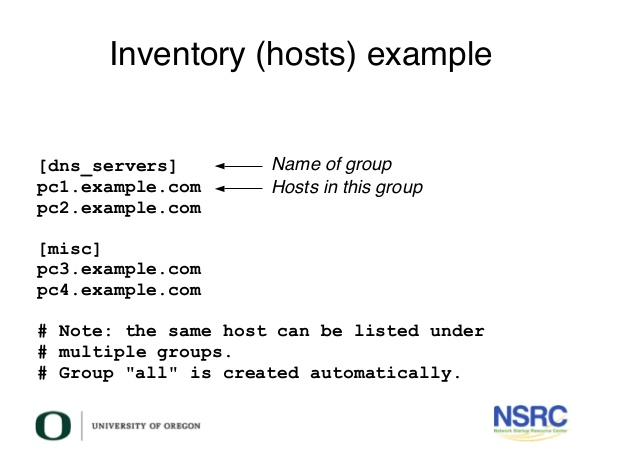 Inventory (hosts) example
[dns_servers] Name of group
pc1.example.com Hosts in this group
pc2.example.com
[misc]
pc3.example.com
pc4.example.com
# Note: the same host can be listed under
# multiple groups.
# Group "all" is created automatically.
O UNIVERSITY OF OREGON
NSRC
Network Startup Resource Center